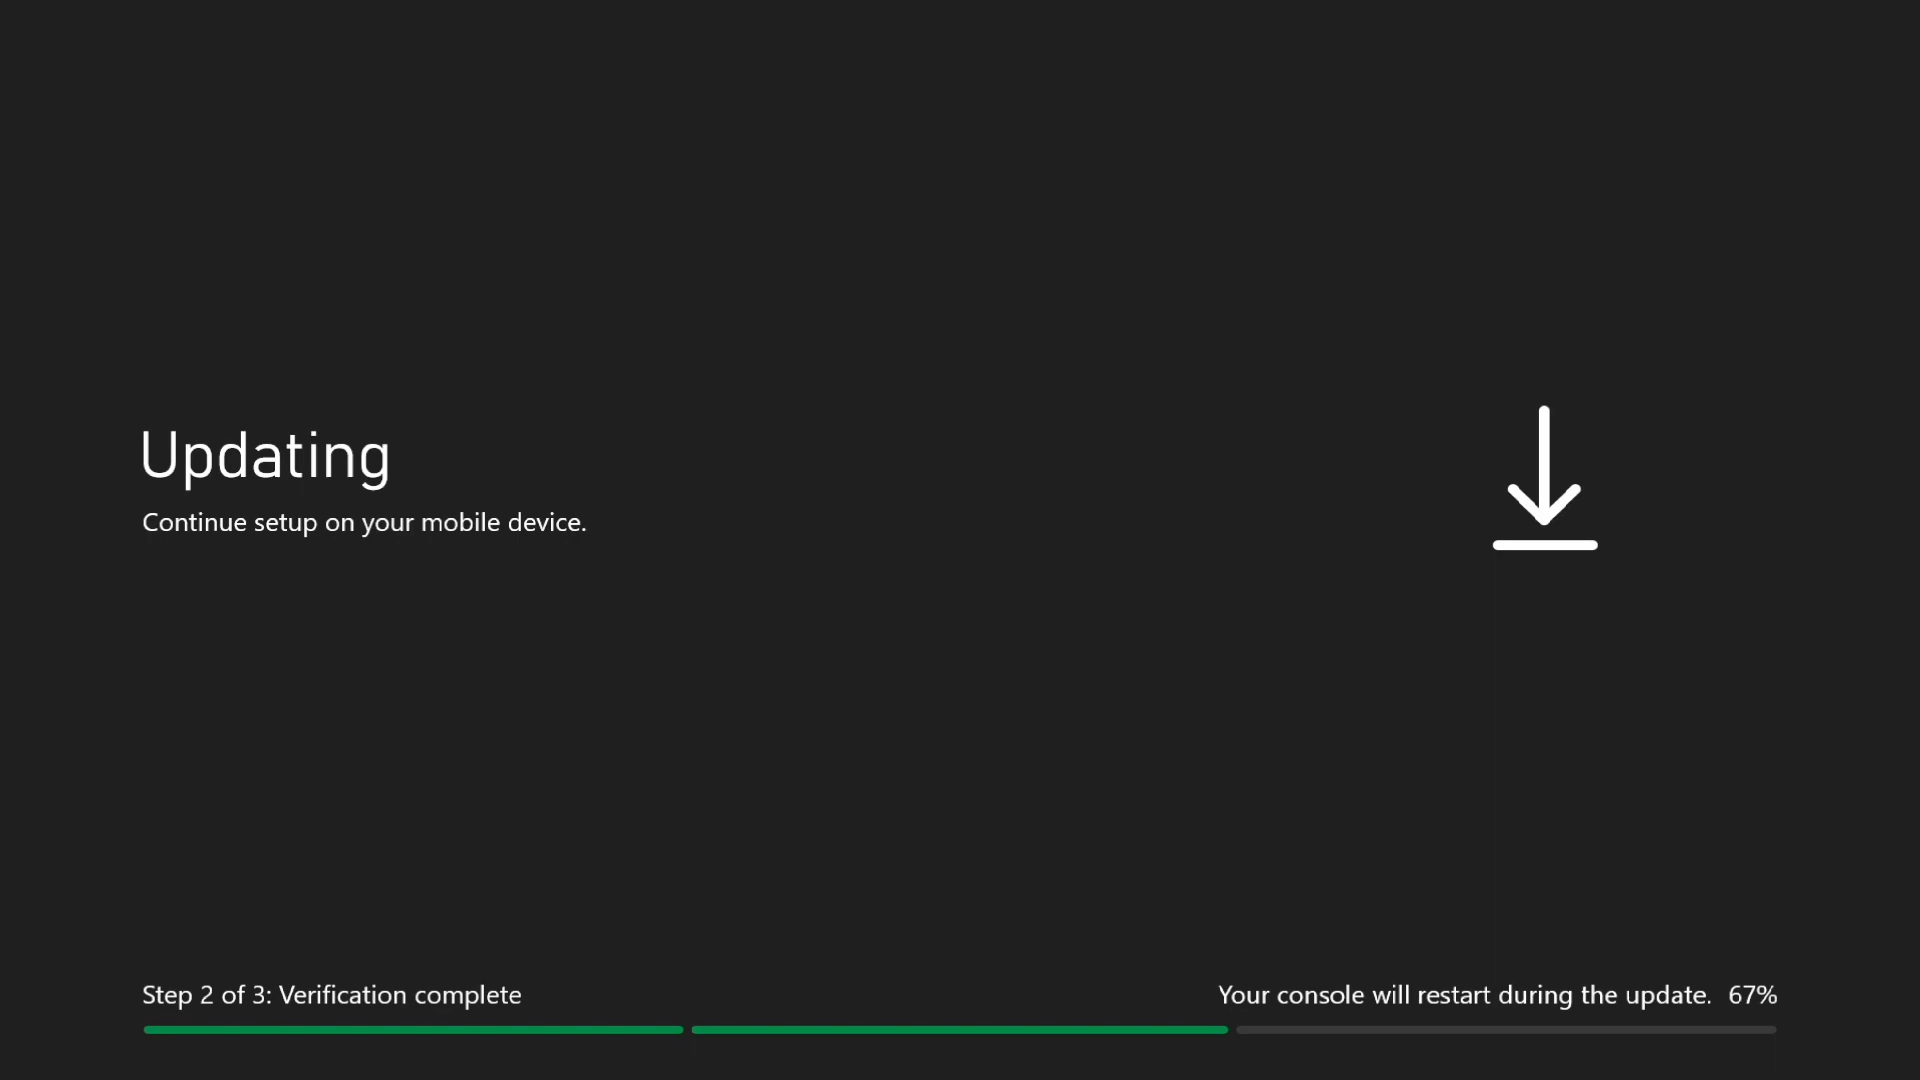 Updating
Continue setup on your mobile device.
Step 2 of 3: Verification complete
Your console will restart during the update. 67%